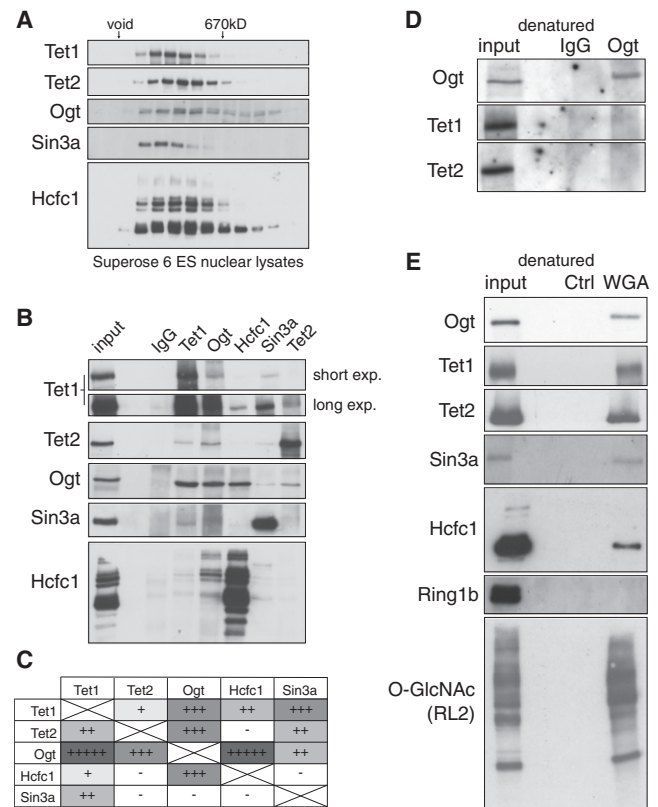 A
void
670kD
Tet1
Tet2
Ogt
Sin3a
Hcfc1
Superose 6 ES nuclear lysates
B
input
IgG
Tet1
Ogt
Hcfc1
Sin3a
Tet2
Tet1
short exp.
long exp.
Tet2
Ogt
Sin3a
Hcfc1
C
Tet1 Tet2 Ogt Hcfc1 Sin3a
Tet1 + +++ ++ +++
Tet2 ++ +++ - ++
Ogt +++++ +++ +++++ ++
Hcfc1 + - +++ -
Sin3a ++ - - -
D
denatured
input IgG Ogt
Ogt
Tet1
Tet2
E
denatured
input Ctrl WGA
Ogt
Tet1
Tet2
Sin3a
Hcfc1
Ring1b
O-GlcNAc
(RL2)